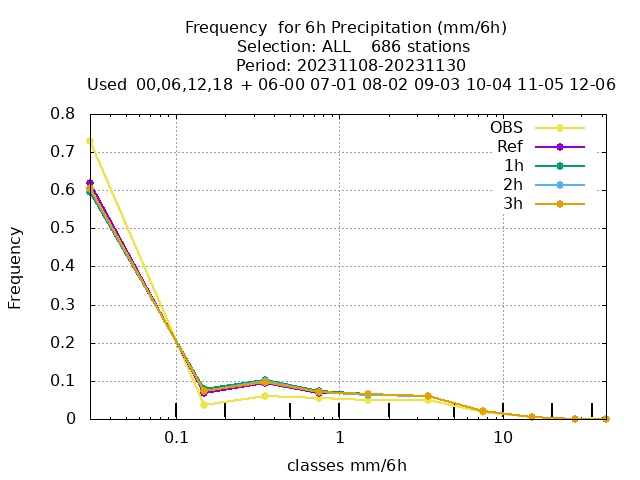 Frequency  for 6h Precipitation (mm/6h)
Selection: ALL    686 stations
Period: 20231108-20231130
Used  00,06,12,18  + 06-00 07-01 08-02 09-03 10-04 11-05 12-06
0.8
0.7
0.6
0.5
0.4
0.3
0.2
0.1
0
Frequency
OBS
Ref
1h
2h
3h
0.1
1
10
classes mm/6h